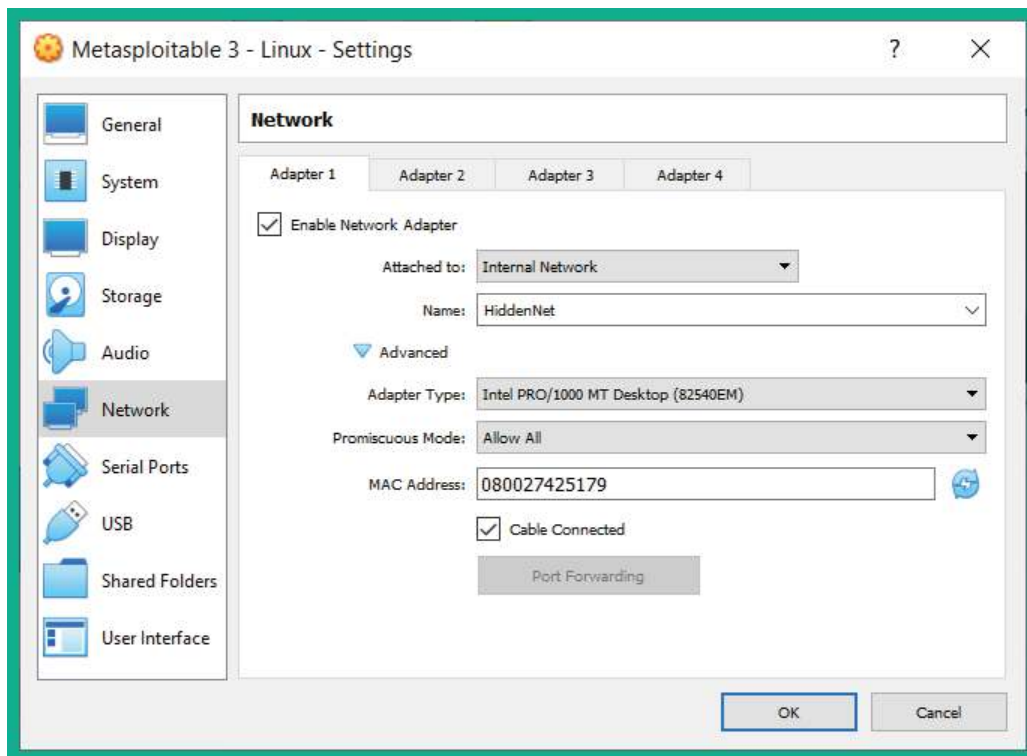 Metasploitable 3 - Linux - Settings
?
General
System
Display
Storage
Audio
Network
Serial Ports
USB
Shared Folders
User Interface
Network
Adapter 1
Adapter 2
Adapter 3
Adapter 4
Enable Network Adapter
Attached to: Internal Network
Name: HiddenNet
Advanced
Adapter Type: Intel PRO/1000 MT Desktop (82540EM)
Promiscuous Mode: Allow All
MAC Address: 080027425179
Cable Connected
Port Forwarding
OK
Cancel